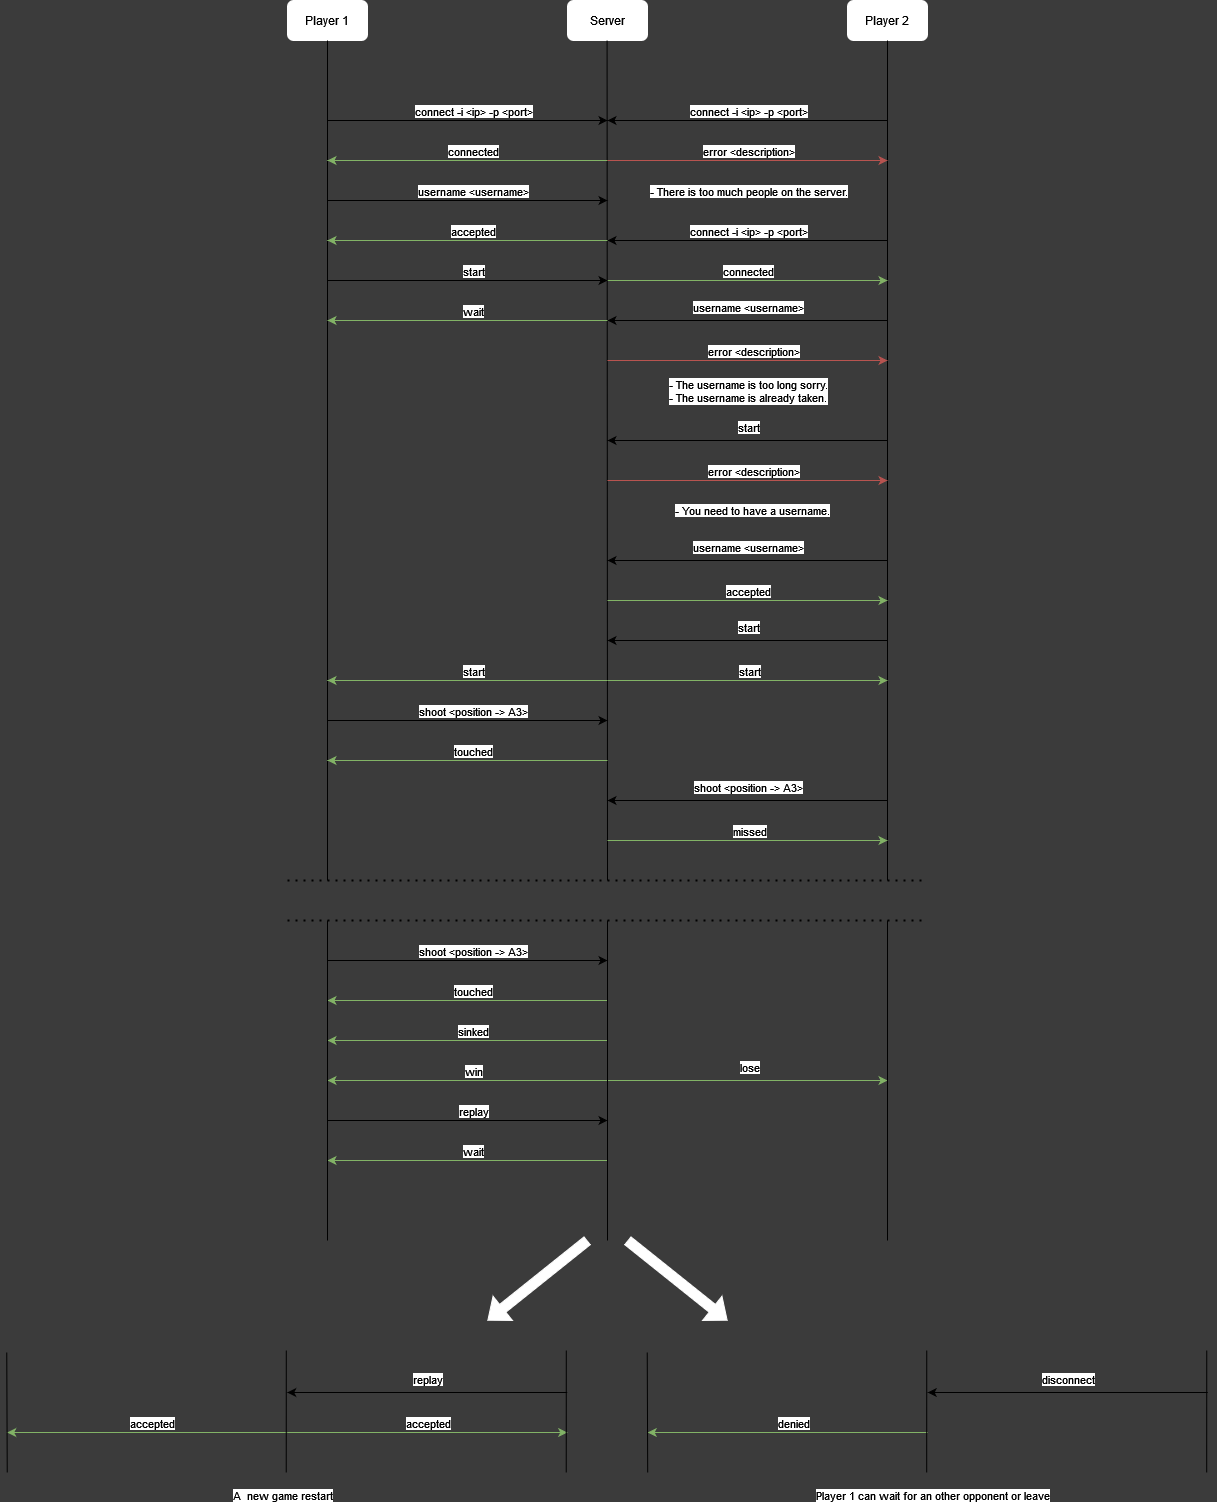 Player 1
Server
Player 2
connect -i <ip> -p <port>
connect -i <ip> -p <port>
connected
error <description>
username <username>
- There is too much people on the server.
accepted
connect -i <ip> -p <port>
start
connected
wait
username <username>
error <description>
- The username is too long sorry.
- The username is already taken.
start
error <description>
- You need to have a username.
username <username>
accepted
start
start
start
shoot <position -> A3>
touched
shoot <position -> A3>
missed
shoot <position -> A3>
touched
sinked
win
lose
replay
wait
replay
disconnect
accepted
accepted
denied
A  new game restart
Player 1 can wait for an other opponent or leave